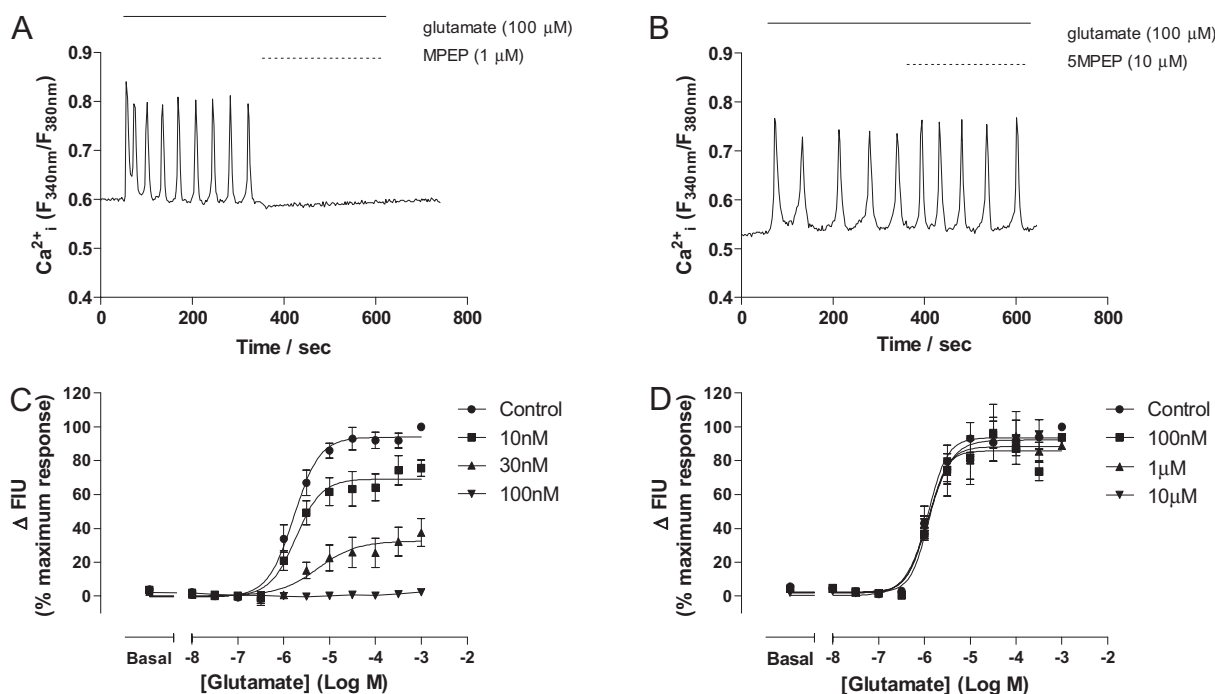 A
glutamate (100 μM)
MPEP (1 μM)
Ca²⁺ᵢ (F340nm/F380nm)
0.9
0.8
0.7
0.6
0.5
0.4
0 200 400 600 800
Time / sec
B
glutamate (100 μM)
5MPEP (10 μM)
Ca²⁺ᵢ (F340nm/F380nm)
0.9
0.8
0.7
0.6
0.5
0.4
0 200 400 600 800
Time / sec
C
Δ FIU
(% maximum response)
120
100
80
60
40
20
0
Control
10nM
30nM
100nM
Basal -8 -7 -6 -5 -4 -3 -2
[Glutamate] (Log M)
D
Δ FIU
(% maximum response)
120
100
80
60
40
20
0
Control
100nM
1μM
10μM
Basal -8 -7 -6 -5 -4 -3 -2
[Glutamate] (Log M)